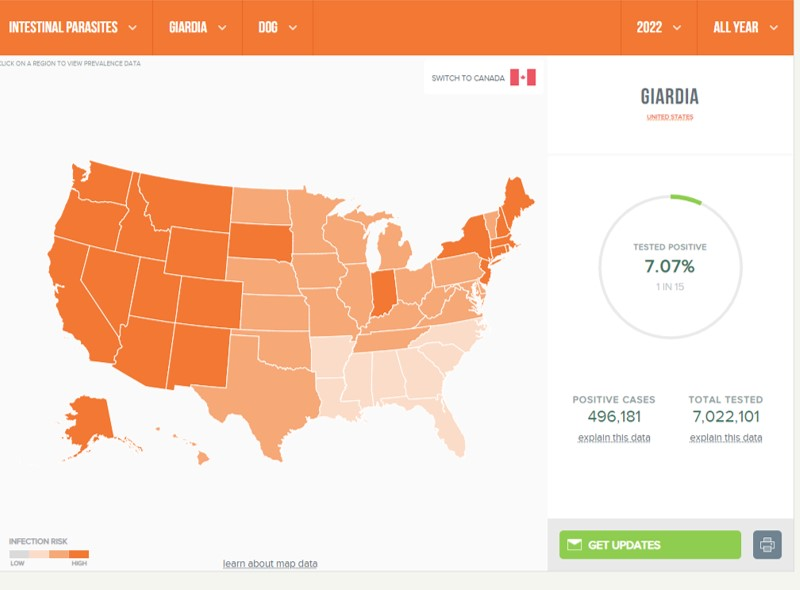 INTESTINAL PARASITES
GIARDIA
DOG
2022
ALL YEAR
CLICK ON A REGION TO VIEW PREVALENCE DATA
SWITCH TO CANADA
GIARDIA
UNITED STATES
TESTED POSITIVE
7.07%
1 IN 15
POSITIVE CASES
496,181
explain this data
TOTAL TESTED
7,022,101
explain this data
INFECTION RISK
LOW
HIGH
learn about map data
GET UPDATES